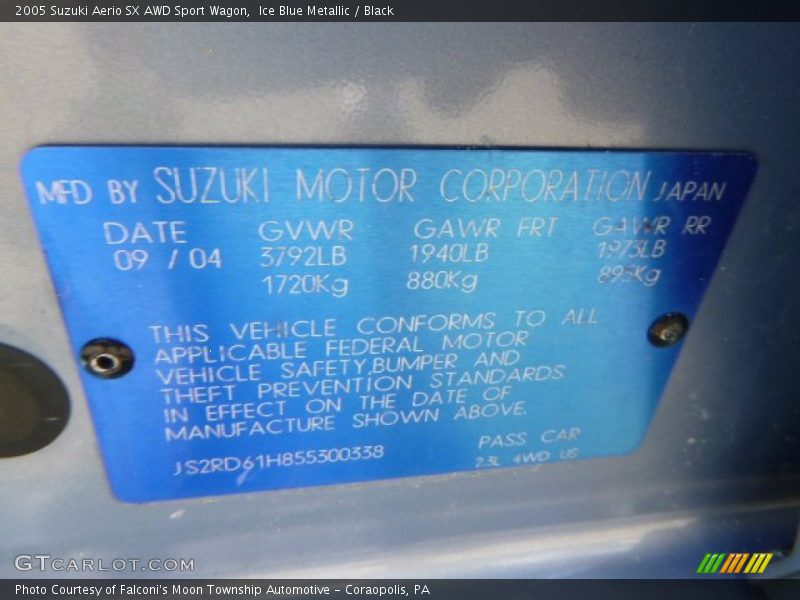 2005 Suzuki Aerio SX AWD Sport Wagon,  Ice Blue Metallic / Black
MFD BY SUZUKI MOTOR CORPORATION JAPAN
DATE GVWR GAWR FRT GAWR RR
09 / 04 3792LB 1940LB 1973LB
1720Kg 880Kg 895Kg
THIS VEHICLE CONFORMS TO ALL
APPLICABLE FEDERAL MOTOR
VEHICLE SAFETY,BUMPER AND
THEFT PREVENTION STANDARDS
IN EFFECT ON THE DATE OF
MANUFACTURE SHOWN ABOVE.
PASS CAR
JS2RD61H855300338 2.3L 4WD US
GTCARLOT.COM
Photo Courtesy of Falconi's Moon Township Automotive – Coraopolis, PA